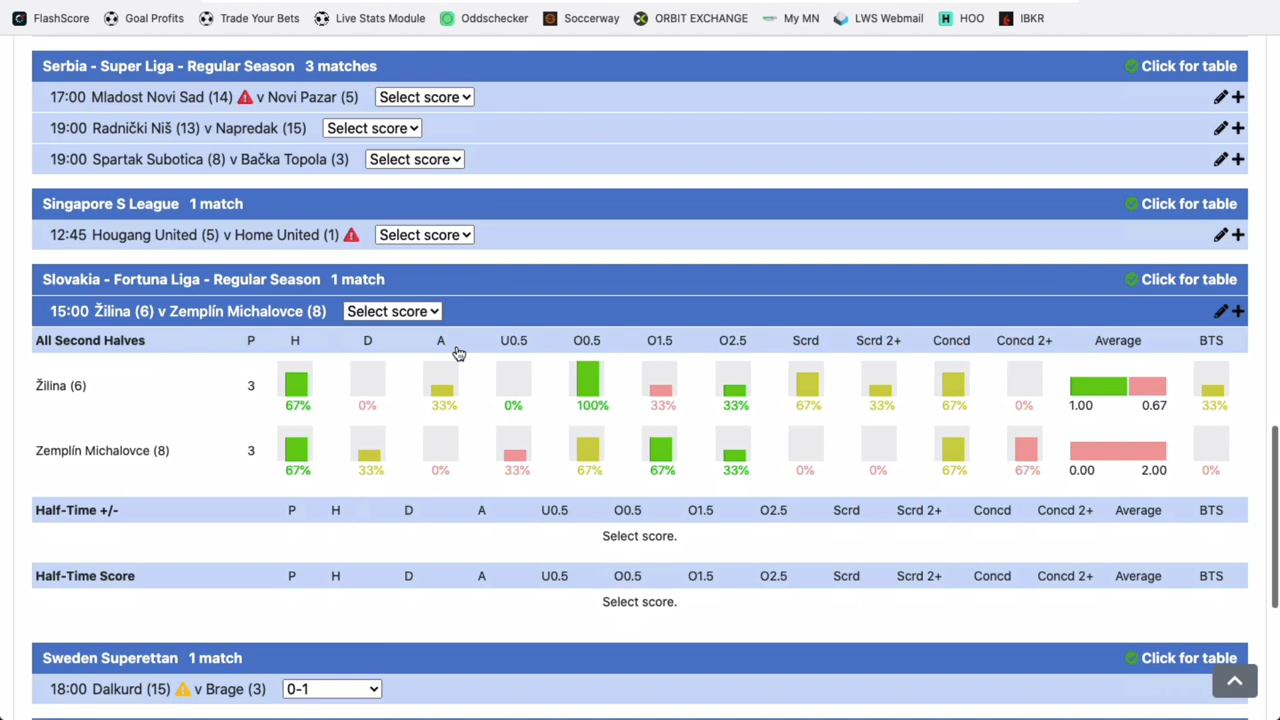 FlashScore Goal Profits Trade Your Bets Live Stats Module Oddschecker Soccerway ORBIT EXCHANGE My MN LWS Webmail H HOO IBKR
Serbia - Super Liga - Regular Season 3 matches Click for table
17:00 Mladost Novi Sad (14) v Novi Pazar (5) Select score
19:00 Radnički Niš (13) v Napredak (15) Select score
19:00 Spartak Subotica (8) v Bačka Topola (3) Select score
Singapore S League 1 match Click for table
12:45 Hougang United (5) v Home United (1) Select score
Slovakia - Fortuna Liga - Regular Season 1 match Click for table
15:00 Žilina (6) v Zemplín Michalovce (8) Select score
All Second Halves P H D A U0.5 O0.5 O1.5 O2.5 Scrd Scrd 2+ Concd Concd 2+ Average BTS
Žilina (6) 3
67% 0% 33% 0% 100% 33% 33% 67% 33% 67% 0% 1.00 0.67 33%
Zemplín Michalovce (8) 3
67% 33% 0% 33% 67% 67% 33% 0% 0% 67% 67% 0.00 2.00 0%
Half-Time +/- P H D A U0.5 O0.5 O1.5 O2.5 Scrd Scrd 2+ Concd Concd 2+ Average BTS
Select score.
Half-Time Score P H D A U0.5 O0.5 O1.5 O2.5 Scrd Scrd 2+ Concd Concd 2+ Average BTS
Select score.
Sweden Superettan 1 match Click for table
18:00 Dalkurd (15) v Brage (3) 0-1